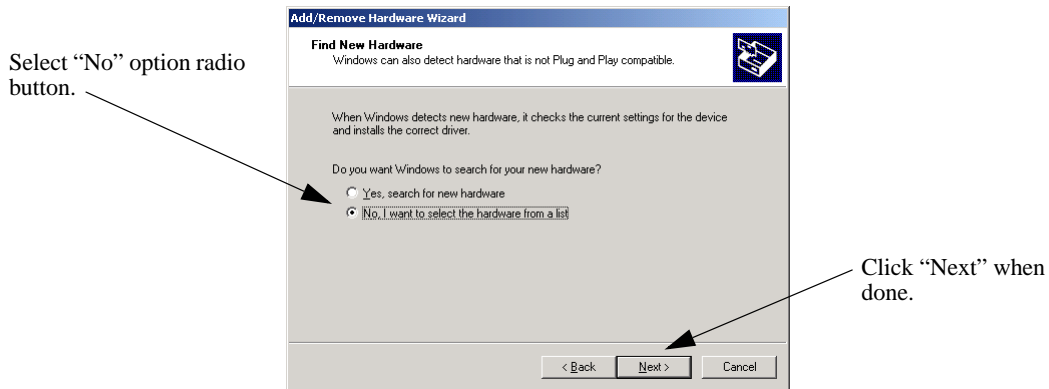 Add/Remove Hardware Wizard
Find New Hardware
Windows can also detect hardware that is not Plug and Play compatible.
Select “No” option radio
button.
When Windows detects new hardware, it checks the current settings for the device
and installs the correct driver.
Do you want Windows to search for your new hardware?
Yes, search for new hardware
No, I want to select the hardware from a list
Click “Next” when
done.
< Back
Next >
Cancel